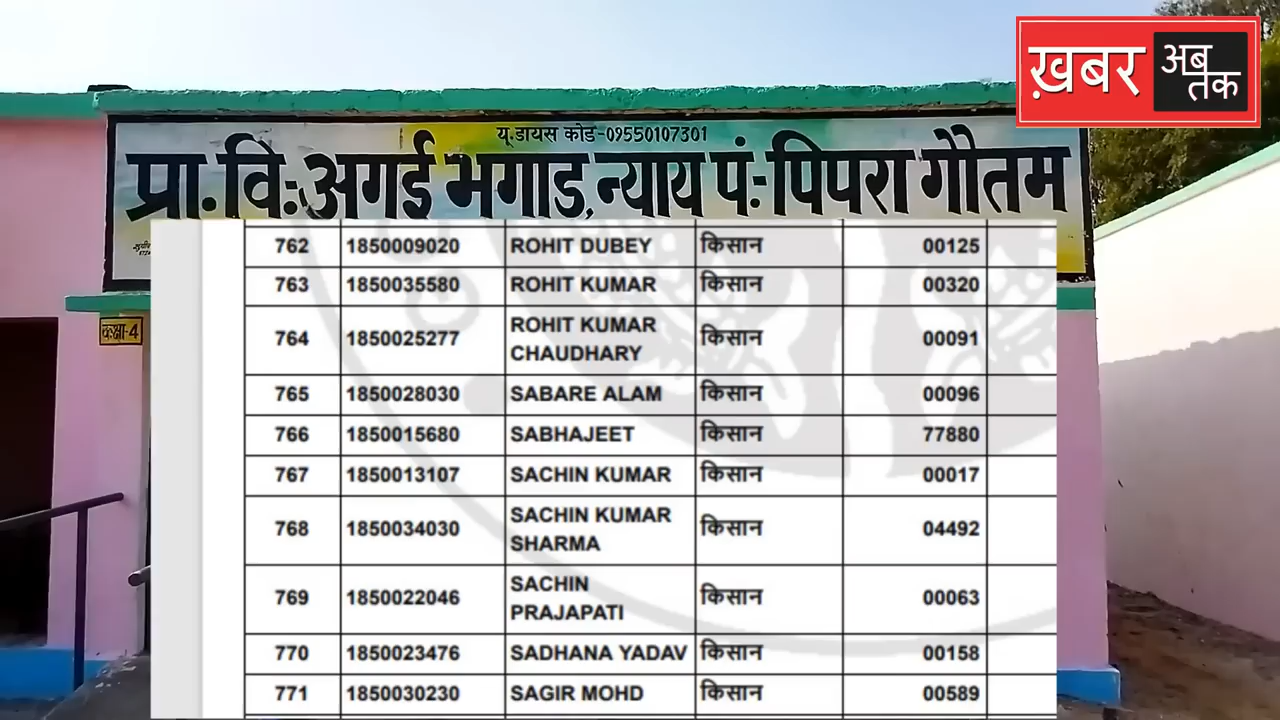 ख़बर अब तक
यू.डायस कोड-09550107301
प्रा.वि:-अगई भगाड़,न्याय पं:-पिपरा गौतम
762 1850009020 ROHIT DUBEY किसान 00125
763 1850035580 ROHIT KUMAR किसान 00320
764 1850025277 ROHIT KUMAR CHAUDHARY किसान 00091
765 1850028030 SABARE ALAM किसान 00096
766 1850015680 SABHAJEET किसान 77880
767 1850013107 SACHIN KUMAR किसान 00017
768 1850034030 SACHIN KUMAR SHARMA किसान 04492
769 1850022046 SACHIN PRAJAPATI किसान 00063
770 1850023476 SADHANA YADAV किसान 00158
771 1850030230 SAGIR MOHD किसान 00589
कक्षा-4